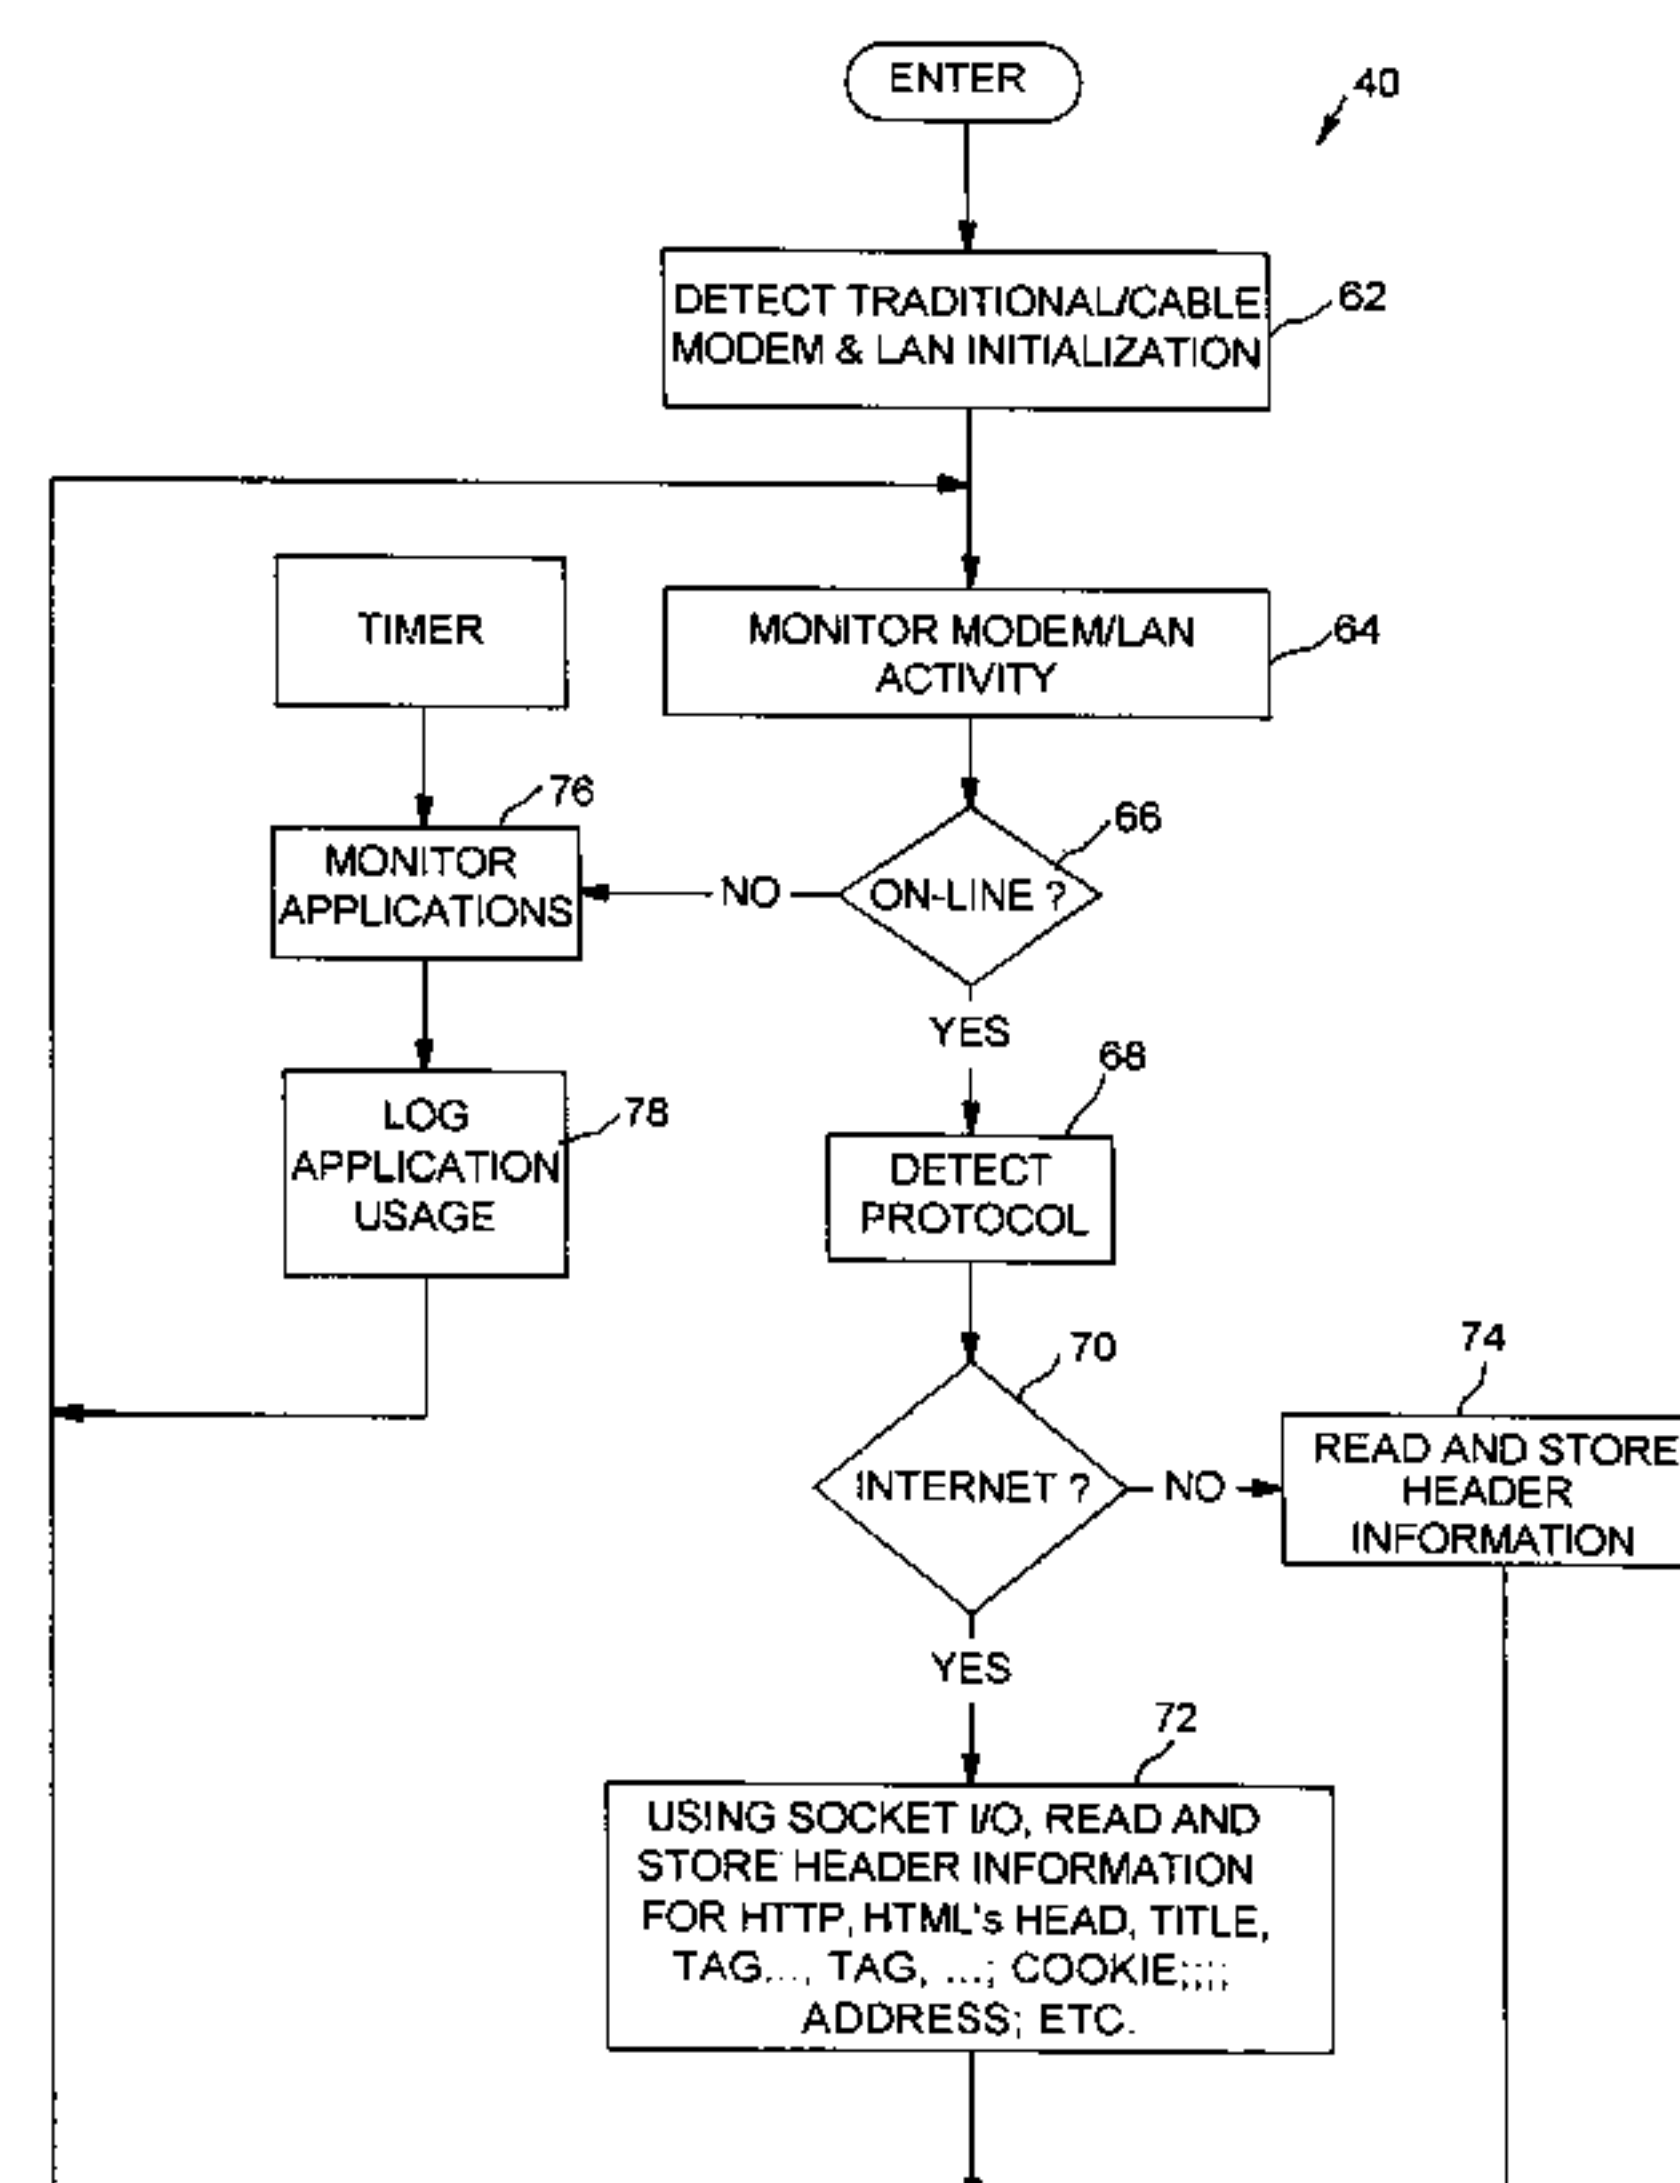 ENTER
40
DETECT TRADITIONAL/CABLE
MODEM & LAN INITIALIZATION
62
TIMER
MONITOR MODEM/LAN
ACTIVITY
64
76
MONITOR
APPLICATIONS
NO
ON-LINE ?
66
YES
LOG
APPLICATION
USAGE
78
68
DETECT
PROTOCOL
70
INTERNET ?
NO
74
READ AND STORE
HEADER
INFORMATION
YES
72
USING SOCKET I/O, READ AND
STORE HEADER INFORMATION
FOR HTTP, HTML's HEAD, TITLE,
TAG..., TAG, ...; COOKIE;;;;
ADDRESS; ETC.